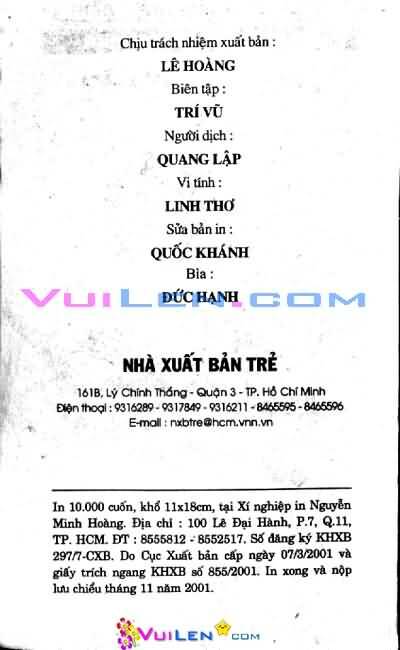 Chịu trách nhiệm xuất bản :
LÊ HOÀNG
Biên tập :
TRÍ VŨ
Người dịch :
QUANG LẬP
Vi tính :
LINH THƠ
Sửa bản in :
QUỐC KHÁNH
Bìa :
ĐỨC HẠNH
VuiLen.com
NHÀ XUẤT BẢN TRẺ
161B, Lý Chính Thắng - Quận 3 - TP. Hồ Chí Minh
Điện thoại : 9316289 - 9317849 - 9316211 - 8465595 - 8465596
E-mail : nxbtre@hcm.vnn.vn
In 10.000 cuốn, khổ 11x18cm, tại Xí nghiệp in Nguyễn
Minh Hoàng. Địa chỉ : 100 Lê Đại Hành, P.7, Q.11,
TP. HCM. ĐT : 8555812 - 8552517. Số đăng ký KHXB
297/7-CXB. Do Cục Xuất bản cấp ngày 07/3/2001 và
giấy trích ngang KHXB số 855/2001. In xong và nộp
lưu chiểu tháng 11 năm 2001.
VuiLen.com